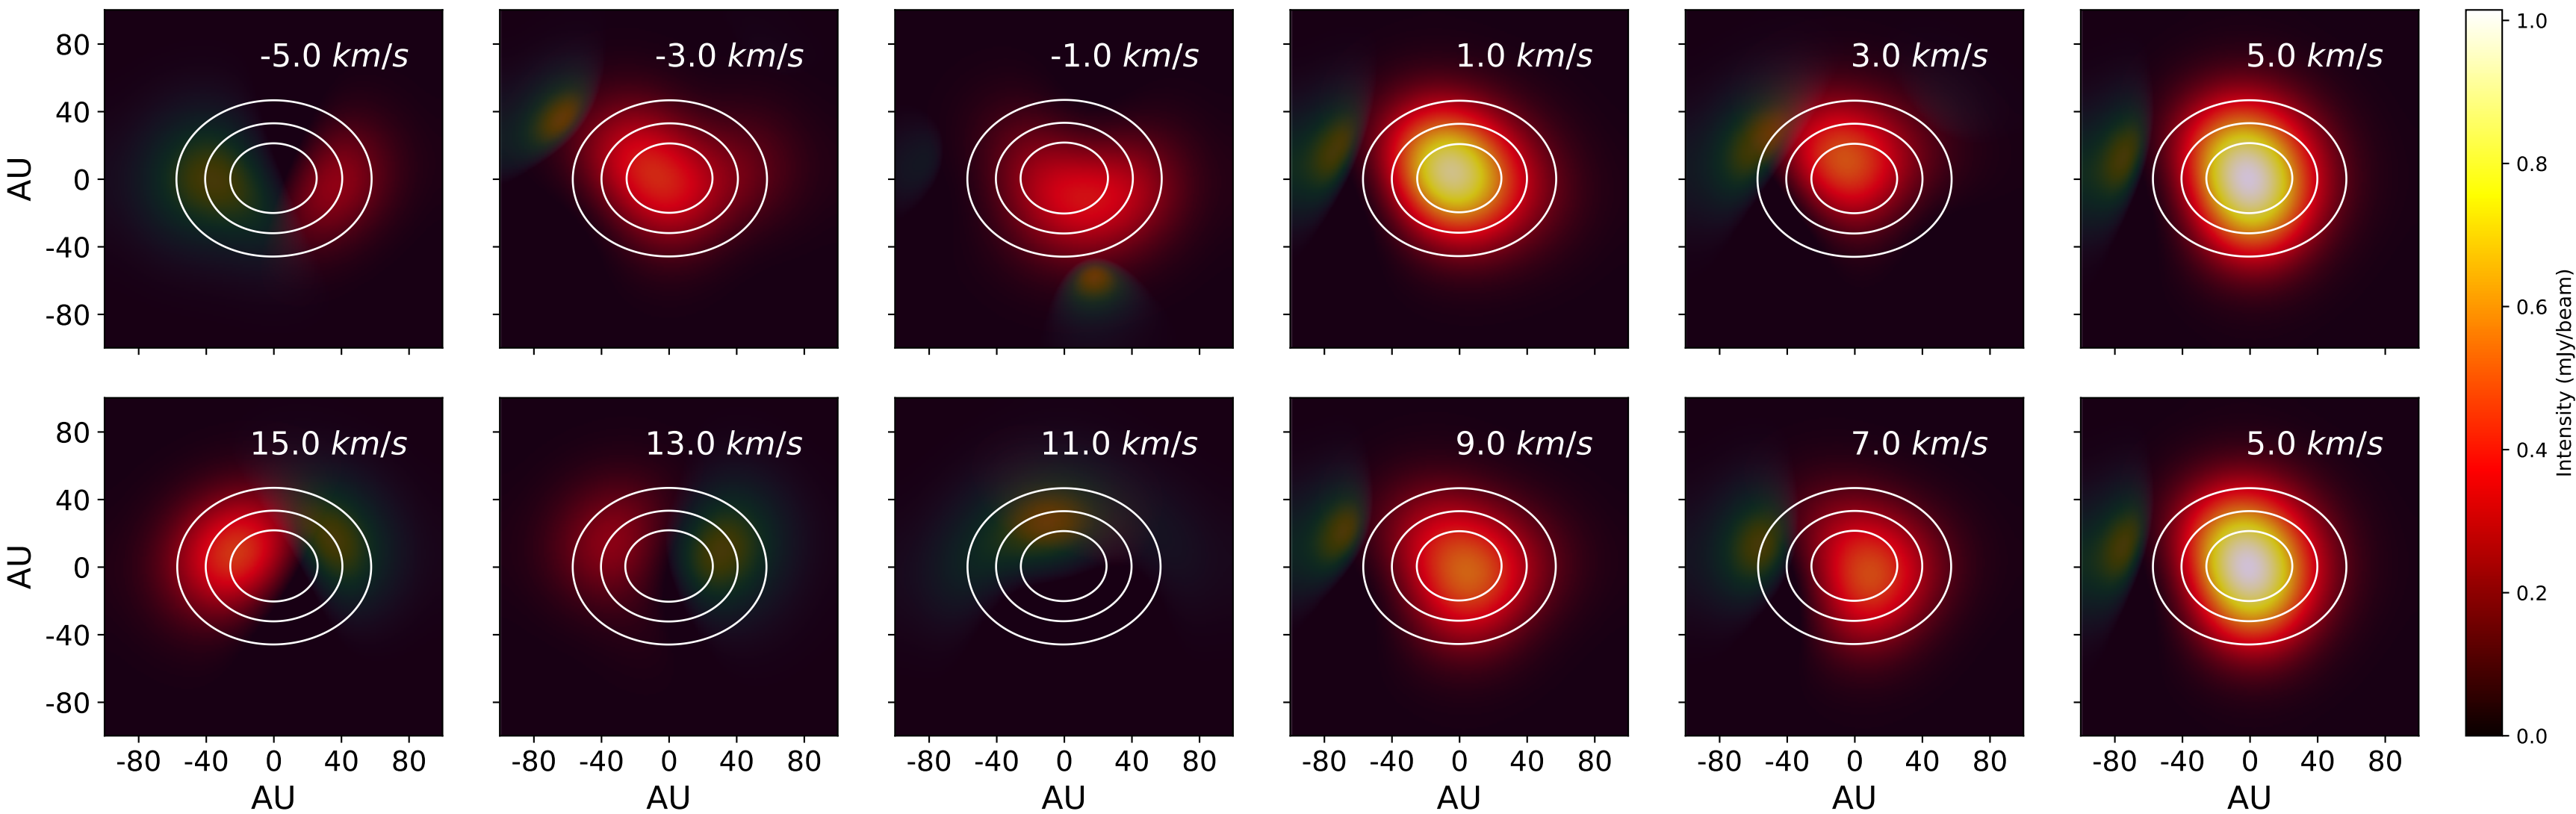 -5.0 km/s
-3.0 km/s
-1.0 km/s
1.0 km/s
3.0 km/s
5.0 km/s
80
40
0
-40
-80
AU
15.0 km/s
13.0 km/s
11.0 km/s
9.0 km/s
7.0 km/s
5.0 km/s
80
40
0
-40
-80
AU
-80 -40 0 40 80
-80 -40 0 40 80
-80 -40 0 40 80
-80 -40 0 40 80
-80 -40 0 40 80
-80 -40 0 40 80
AU
AU
AU
AU
AU
AU
1.0
0.8
0.6
0.4
0.2
0.0
Intensity (mJy/beam)